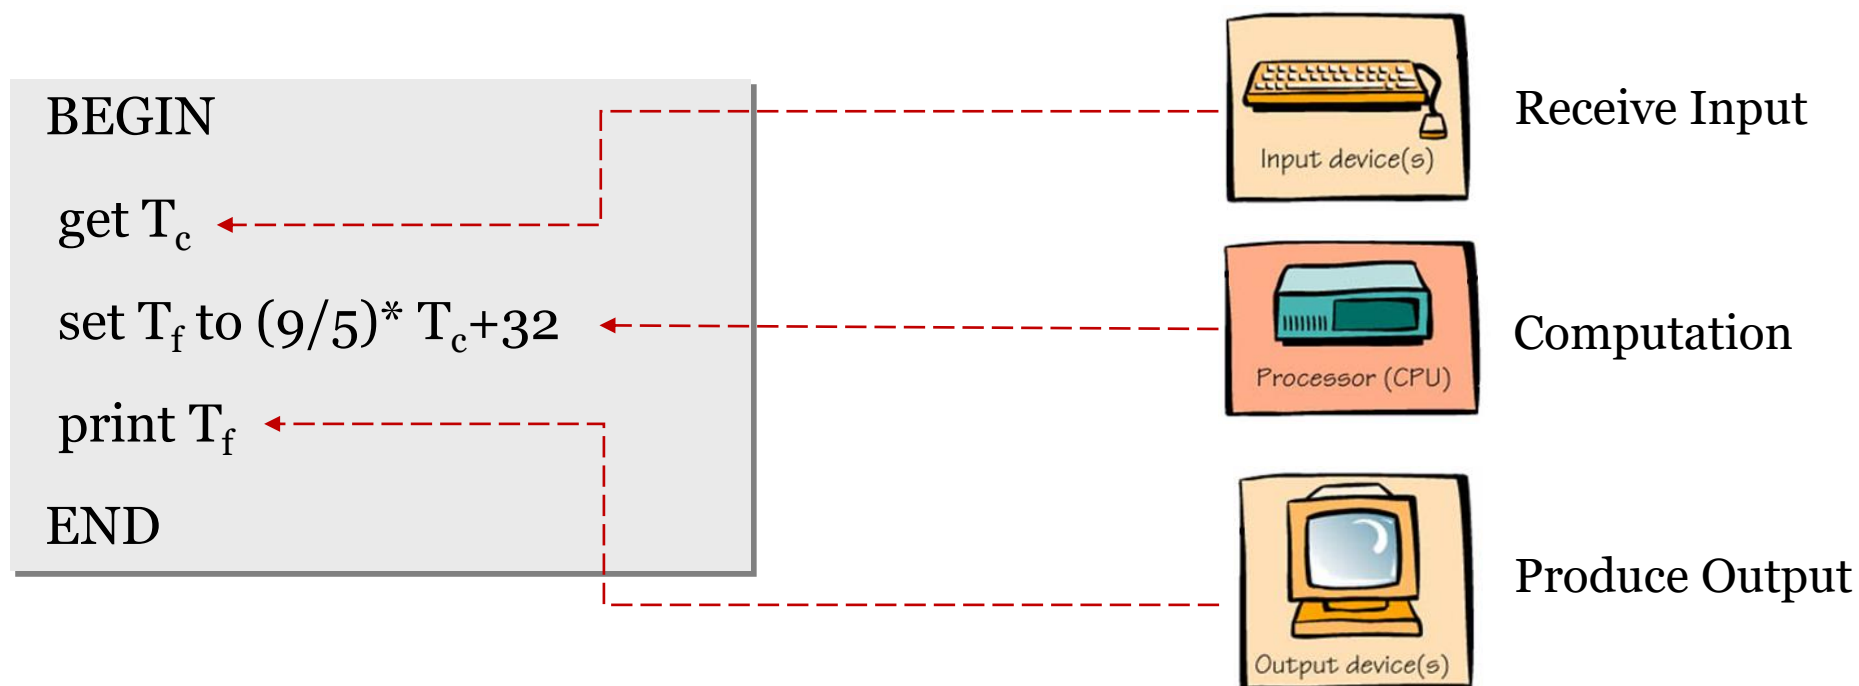 BEGIN
get Tc
set Tf to (9/5)* Tc+32
print Tf
END
Input device(s)
Receive Input
Processor (CPU)
Computation
Output device(s)
Produce Output